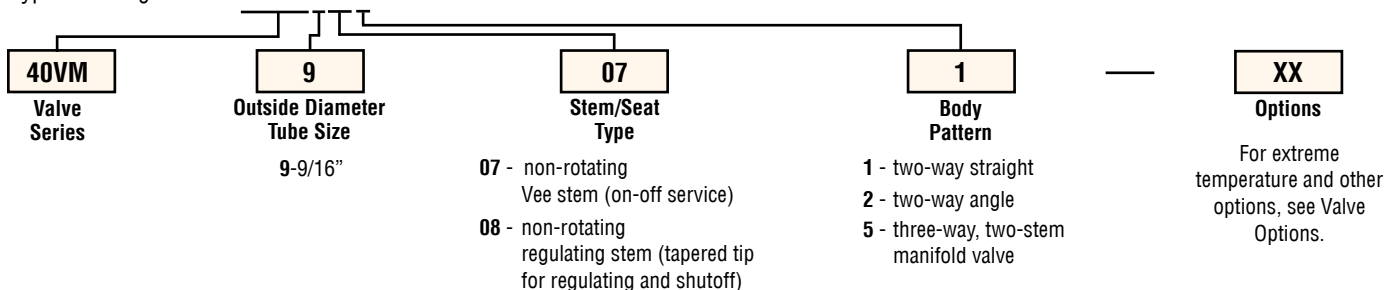 40VM
Valve
Series
9
Outside Diameter
Tube Size
9-9/16"
07
Stem/Seat
Type
07 - non-rotating
Vee stem (on-off service)
08 - non-rotating
regulating stem (tapered tip
for regulating and shutoff)
1
Body
Pattern
1 - two-way straight
2 - two-way angle
5 - three-way, two-stem
manifold valve
—
XX
Options
For extreme
temperature and other
options, see Valve
Options.